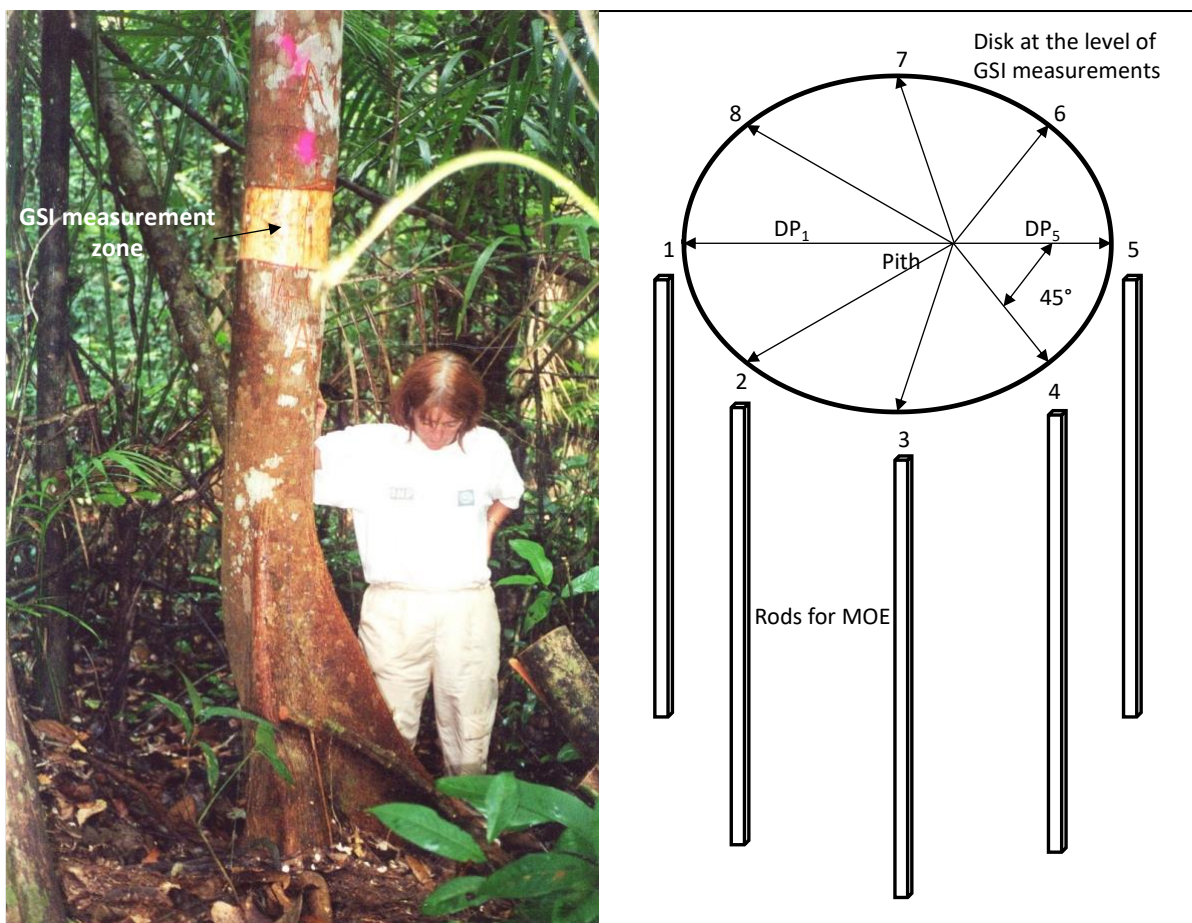 GSI measurement
zone
Disk at the level of
GSI measurements
7
8
6
DP₁
DP₅
1
5
Pith
45°
2
4
3
Rods for MOE